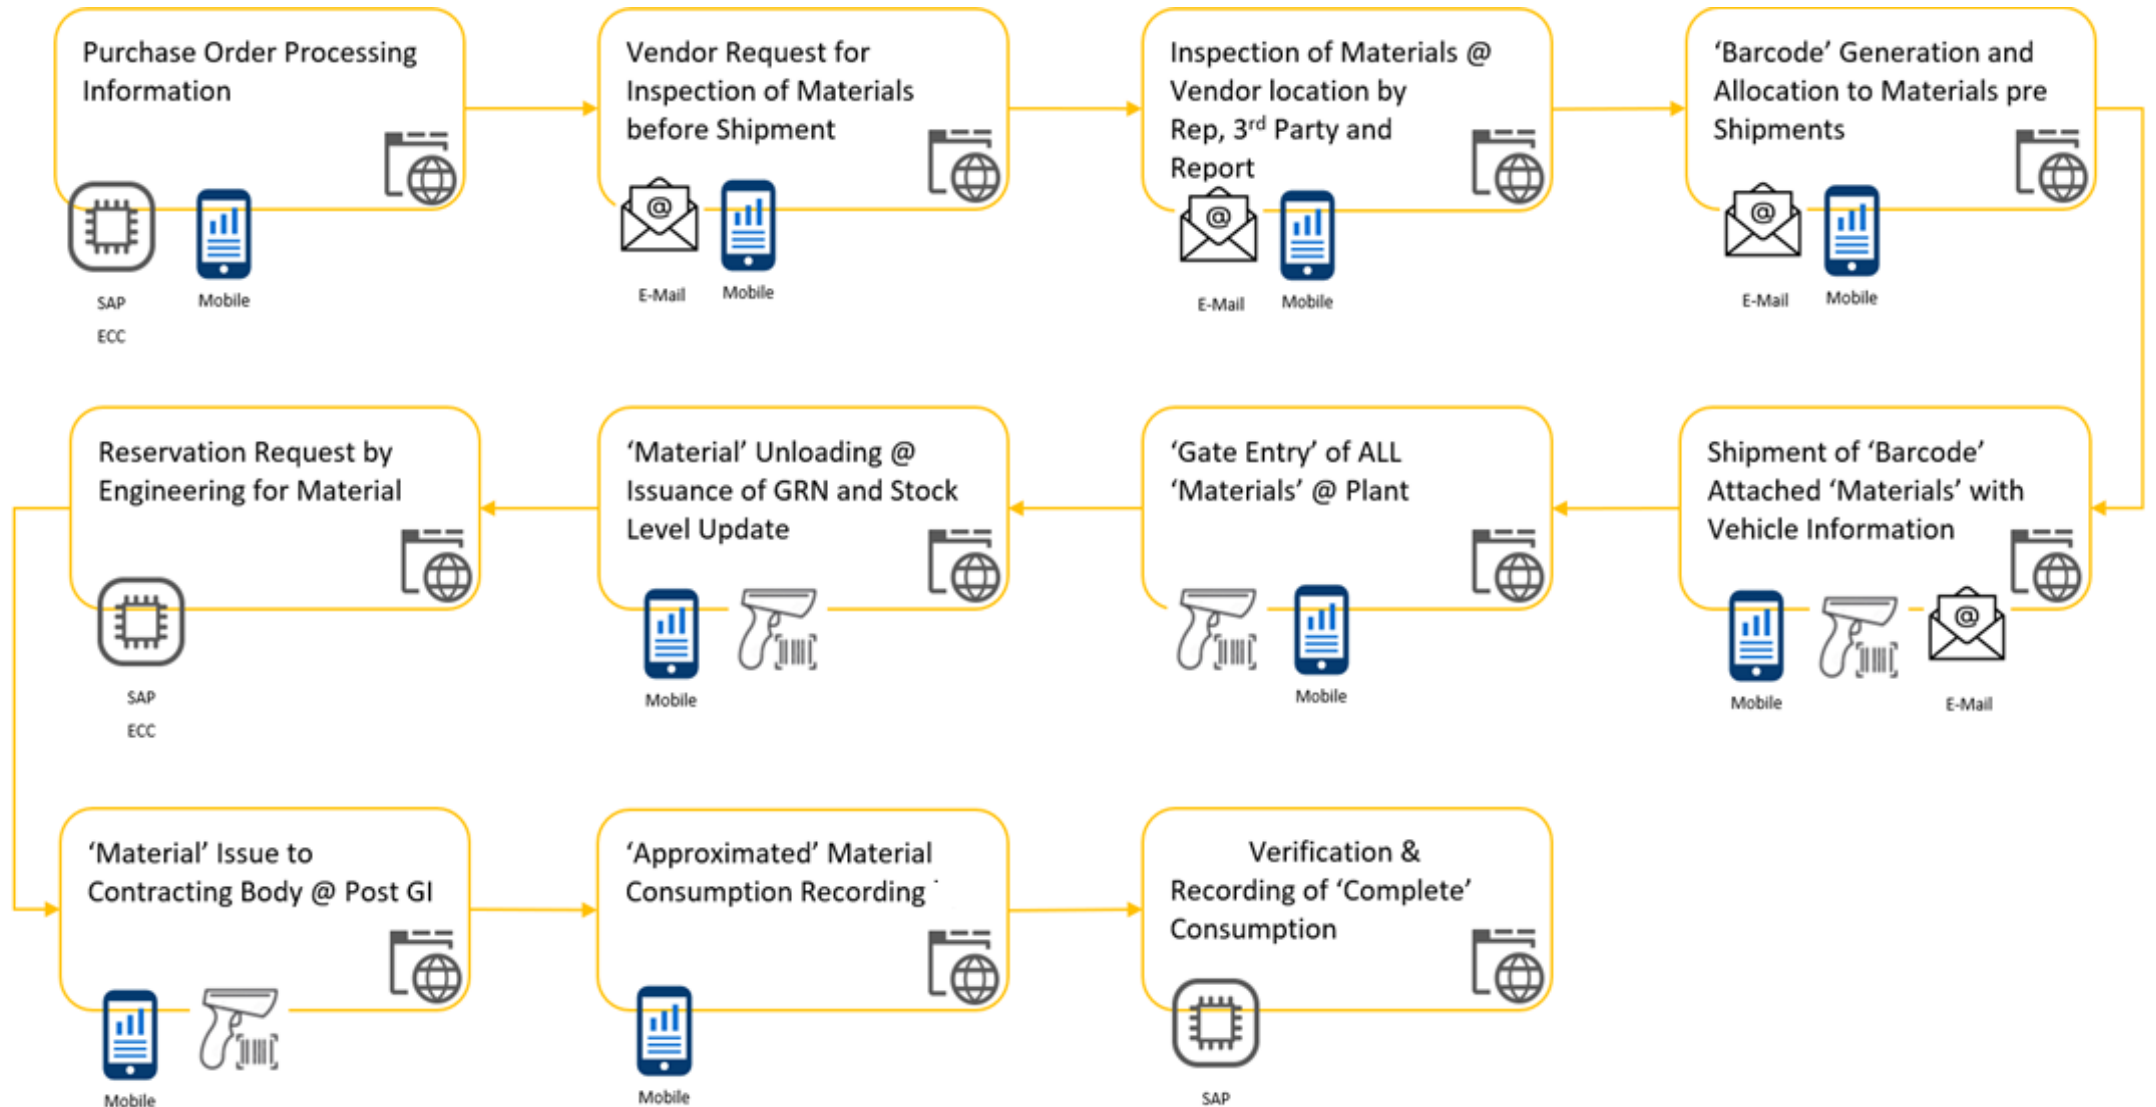 Purchase Order Processing
Information
SAP
ECC
Mobile
Vendor Request for
Inspection of Materials
before Shipment
E-Mail
Mobile
Inspection of Materials @
Vendor location by
Rep, 3rd Party and
Report
E-Mail
Mobile
‘Barcode’ Generation and
Allocation to Materials pre
Shipments
E-Mail
Mobile
Shipment of ‘Barcode’
Attached ‘Materials’ with
Vehicle Information
Mobile
E-Mail
‘Gate Entry’ of ALL
‘Materials’ @ Plant
Mobile
‘Material’ Unloading @
Issuance of GRN and Stock
Level Update
Mobile
Reservation Request by
Engineering for Material
SAP
ECC
‘Material’ Issue to
Contracting Body @ Post GI
Mobile
‘Approximated’ Material
Consumption Recording
Mobile
Verification &
Recording of ‘Complete’
Consumption
SAP